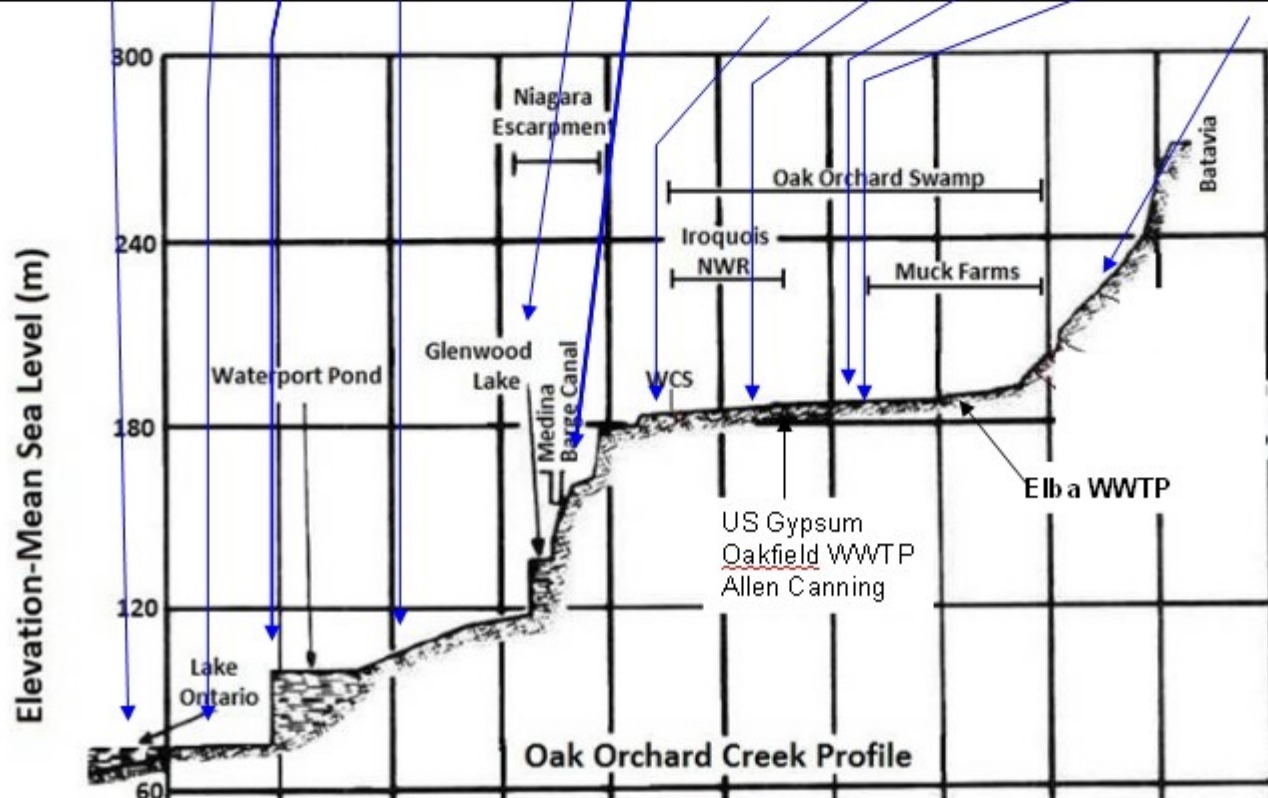 300
Niagara
Escarpment
Oak Orchard Swamp
Batavia
240
Iroquois
NWR
Muck Farms
Elevation-Mean Sea Level (m)
Glenwood
Lake
Waterport Pond
WCS
Medina
Barge Canal
180
Elba WWTP
US Gypsum
Oakfield WWTP
Allen Canning
120
Lake
Ontario
Oak Orchard Creek Profile
60